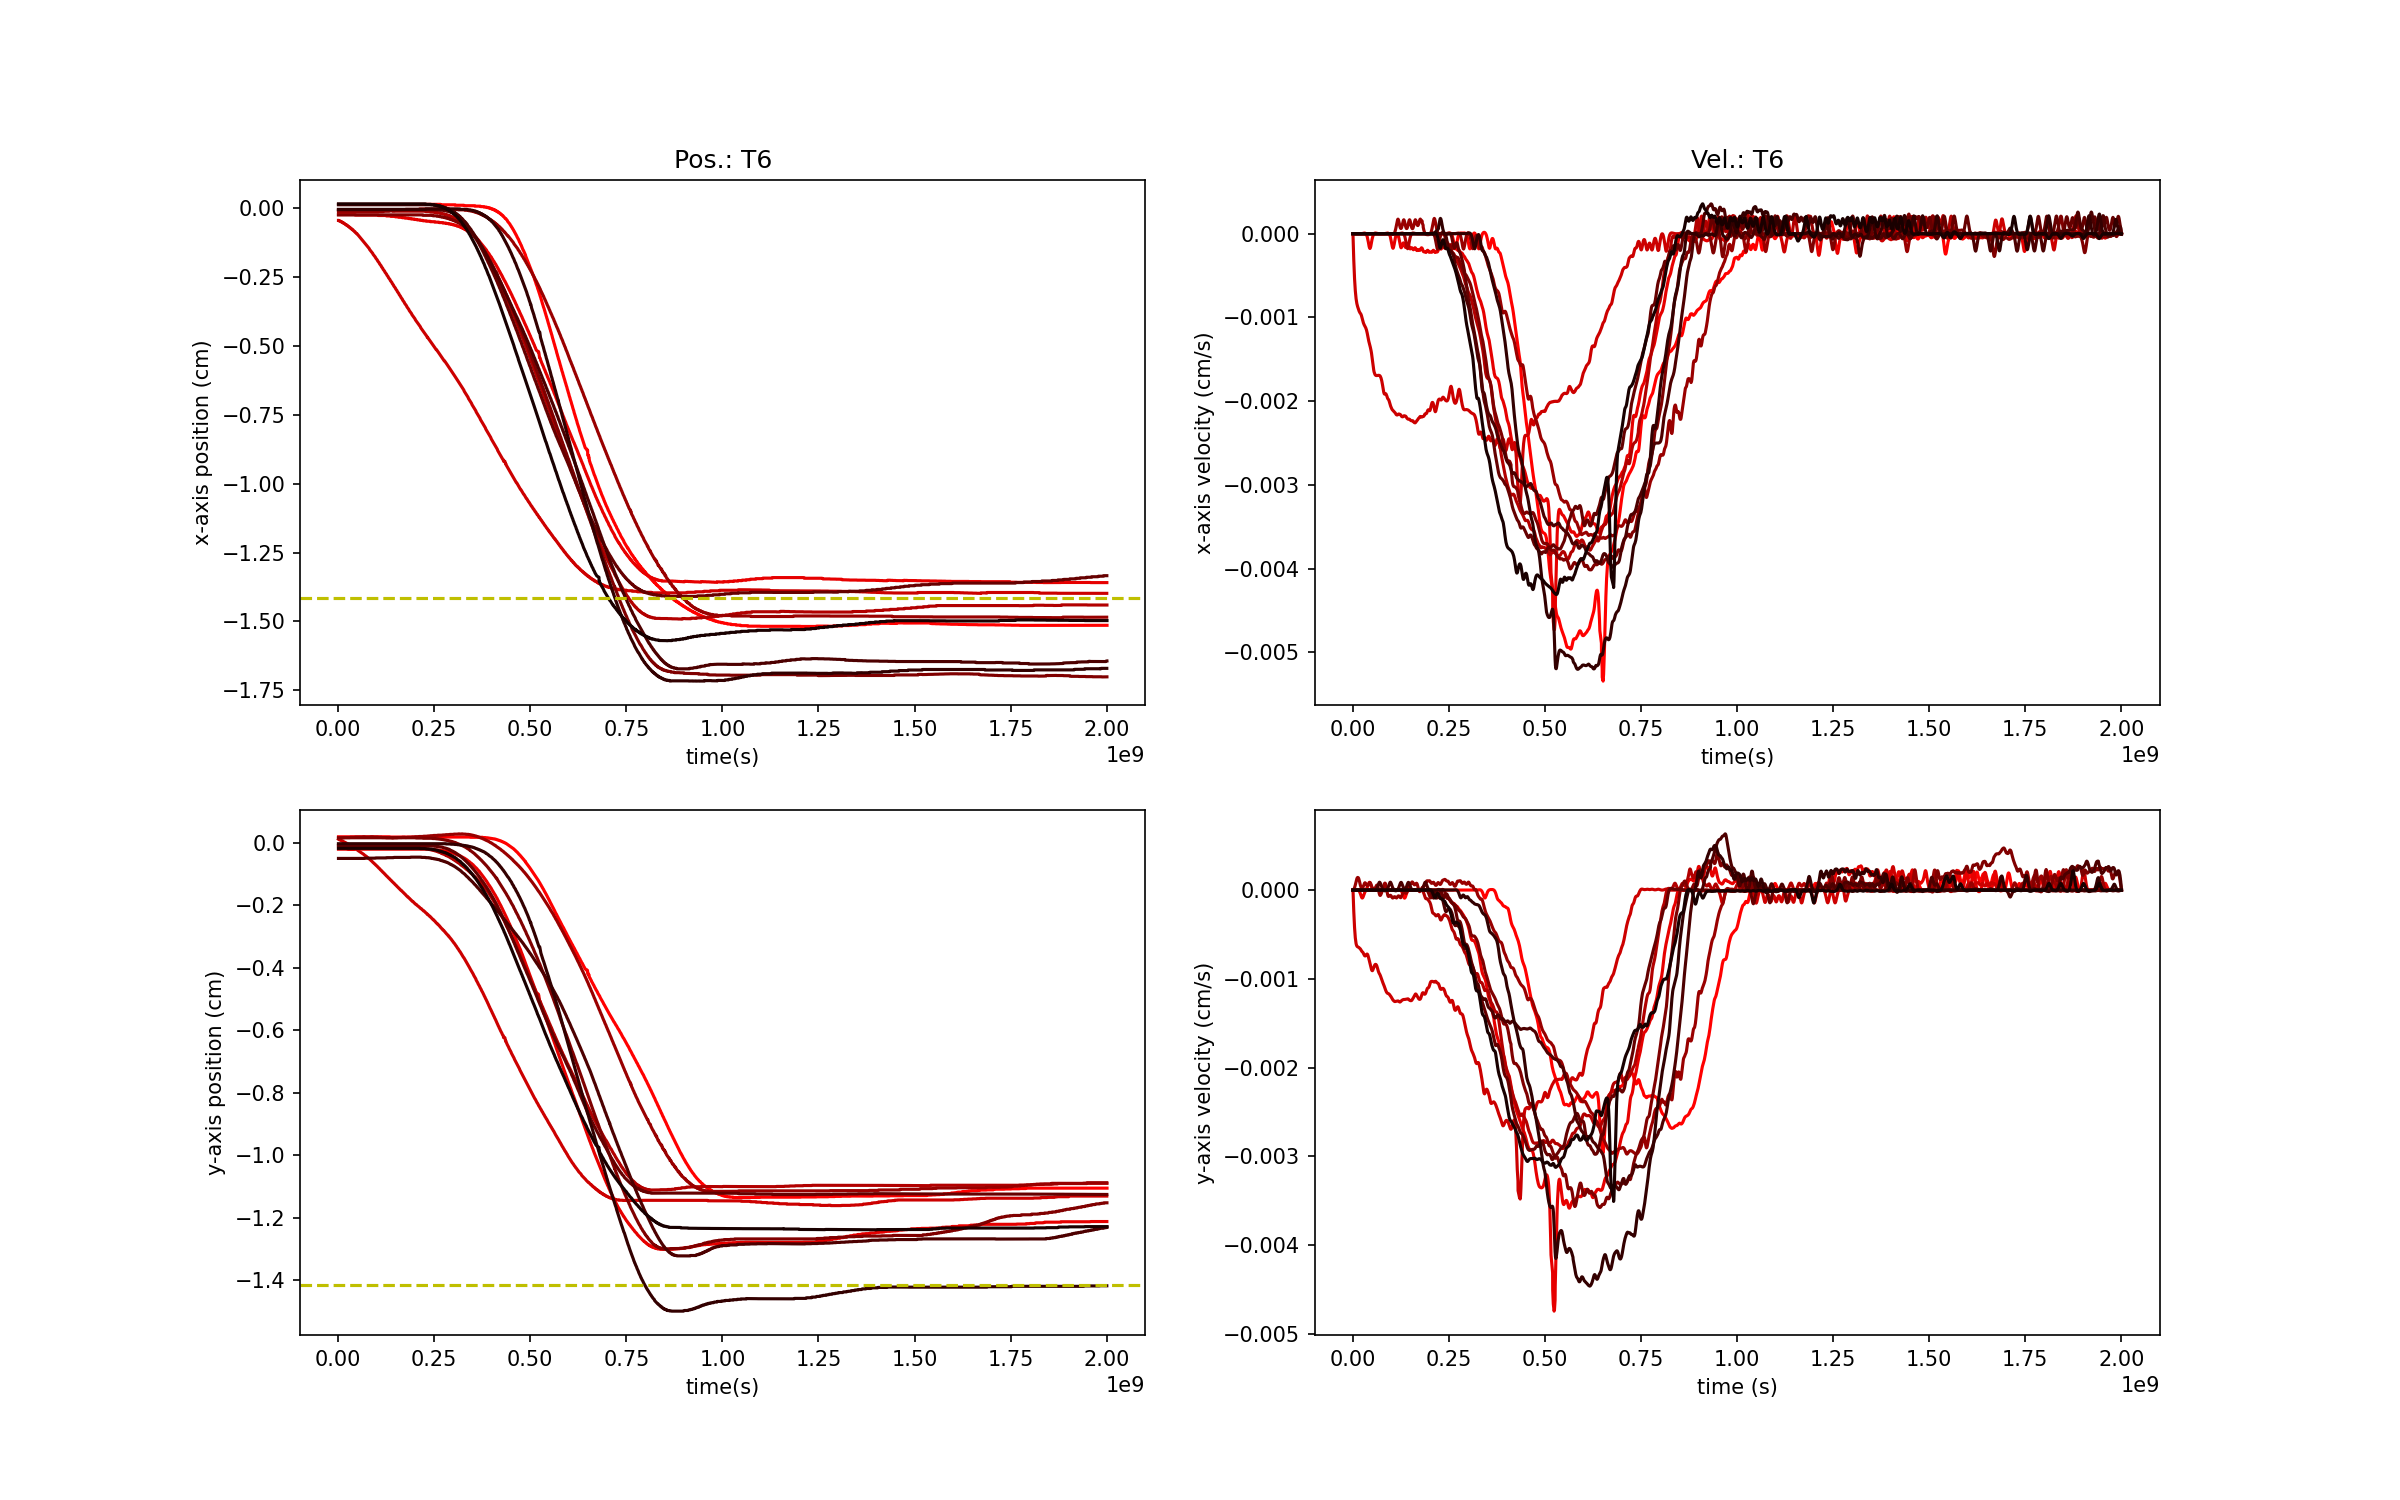 Pos.: T6
x-axis position (cm)
0.00
−0.25
−0.50
−0.75
−1.00
−1.25
−1.50
−1.75
0.00 0.25 0.50 0.75 1.00 1.25 1.50 1.75 2.00
1e9
time(s)
Vel.: T6
x-axis velocity (cm/s)
0.000
−0.001
−0.002
−0.003
−0.004
−0.005
0.00 0.25 0.50 0.75 1.00 1.25 1.50 1.75 2.00
1e9
time(s)
y-axis position (cm)
0.0
−0.2
−0.4
−0.6
−0.8
−1.0
−1.2
−1.4
0.00 0.25 0.50 0.75 1.00 1.25 1.50 1.75 2.00
1e9
time(s)
y-axis velocity (cm/s)
0.000
−0.001
−0.002
−0.003
−0.004
−0.005
0.00 0.25 0.50 0.75 1.00 1.25 1.50 1.75 2.00
1e9
time (s)